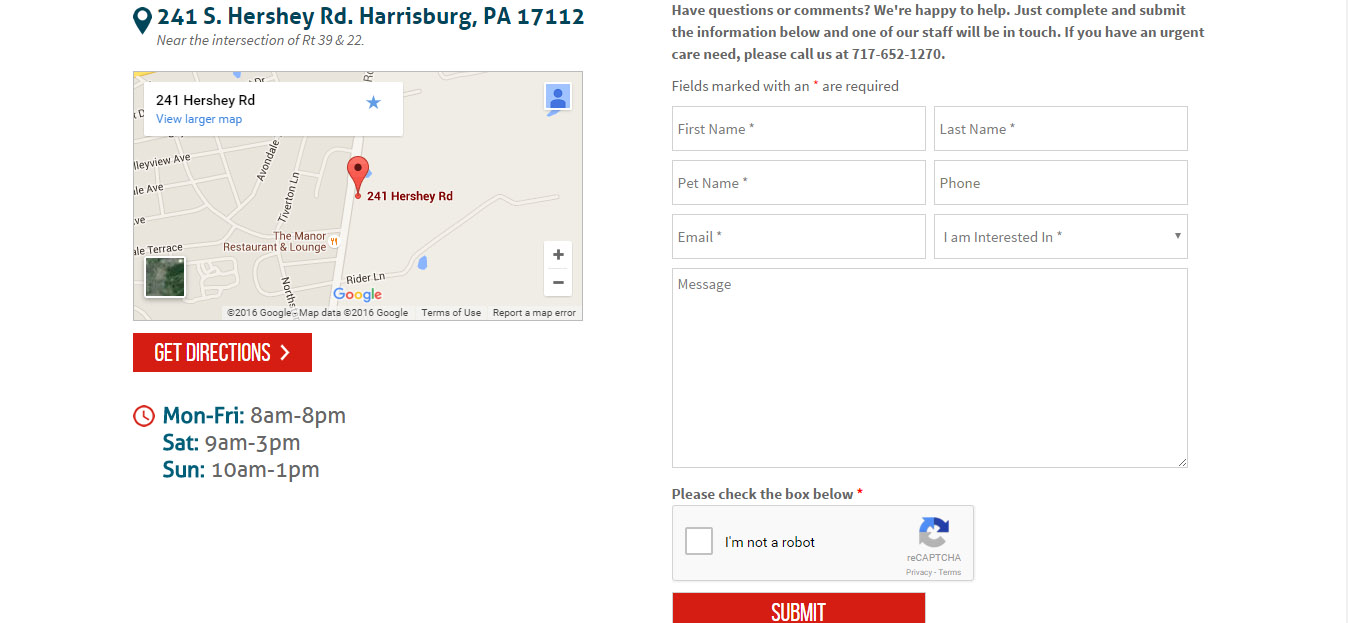 241 S. Hershey Rd. Harrisburg, PA 17112
Near the intersection of Rt 39 & 22.
241 Hershey Rd
View larger map
lleyview Ave
Avondale
ale Ave
Tiverton Ln
241 Hershey Rd
The Manor
Restaurant & Lounge
ale Terrace
Rider Ln
Norths
Google
©2016 Google - Map data ©2016 Google Terms of Use Report a map error
GET DIRECTIONS
Mon-Fri: 8am-8pm
Sat: 9am-3pm
Sun: 10am-1pm
Have questions or comments? We're happy to help. Just complete and submit
the information below and one of our staff will be in touch. If you have an urgent
care need, please call us at 717-652-1270.
Fields marked with an * are required
First Name * Last Name *
Pet Name * Phone
Email * I am Interested In *
Message
Please check the box below *
I'm not a robot
reCAPTCHA
Privacy - Terms
SUBMIT